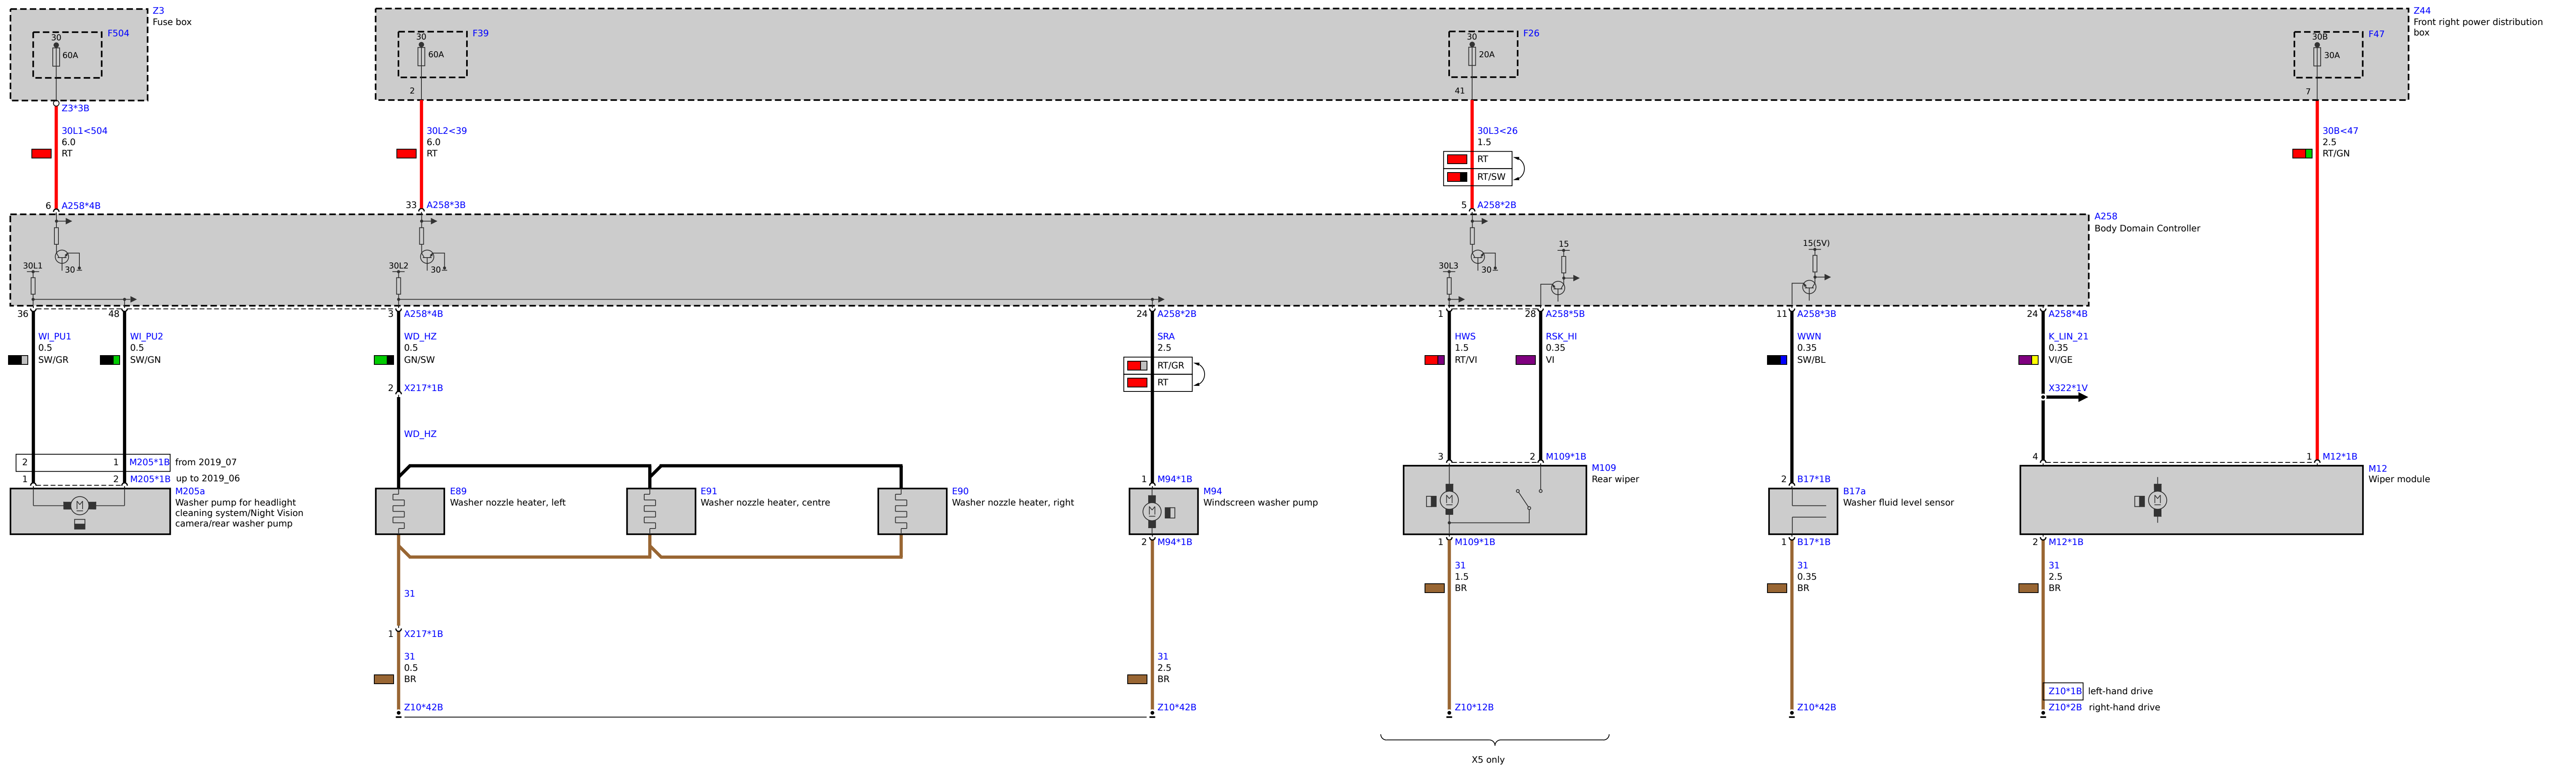 Z3
Fuse box
30
F504
60A
Z3*3B
30L1<504
6.0
RT
6
A258*4B
30
F39
60A
2
30L2<39
6.0
RT
33
A258*3B
30
F26
20A
41
30L3<26
1.5
RT
RT/SW
5
A258*2B
Z44
Front right power distribution
box
30B
F47
30A
7
30B<47
2.5
RT/GN
A258
Body Domain Controller
30L1
30
30L2
30
30L3
30
15
15(5V)
36
48
3
A258*4B
24
A258*2B
1
28
A258*5B
11
A258*3B
24
A258*4B
WI_PU1
0.5
SW/GR
WI_PU2
0.5
SW/GN
WD_HZ
0.5
GN/SW
2
X217*1B
WD_HZ
SRA
2.5
RT/GR
RT
HWS
1.5
RT/VI
RSK_HI
0.35
VI
WWN
0.35
SW/BL
K_LIN_21
0.35
VI/GE
X322*1V
2
1
M205*1B
from 2019_07
1
2
M205*1B
up to 2019_06
M205a
Washer pump for headlight
cleaning system/Night Vision
camera/rear washer pump
M
E89
Washer nozzle heater, left
E91
Washer nozzle heater, centre
E90
Washer nozzle heater, right
1
M94*1B
M94
Windscreen washer pump
M
2
M94*1B
3
2
M109*1B
M109
Rear wiper
M
1
M109*1B
2
B17*1B
B17a
Washer fluid level sensor
1
B17*1B
4
1
M12*1B
M12
Wiper module
M
2
M12*1B
31
1
X217*1B
31
0.5
BR
Z10*42B
31
2.5
BR
Z10*42B
31
1.5
BR
Z10*12B
31
0.35
BR
Z10*42B
31
2.5
BR
Z10*1B
left-hand drive
Z10*2B
right-hand drive
X5 only